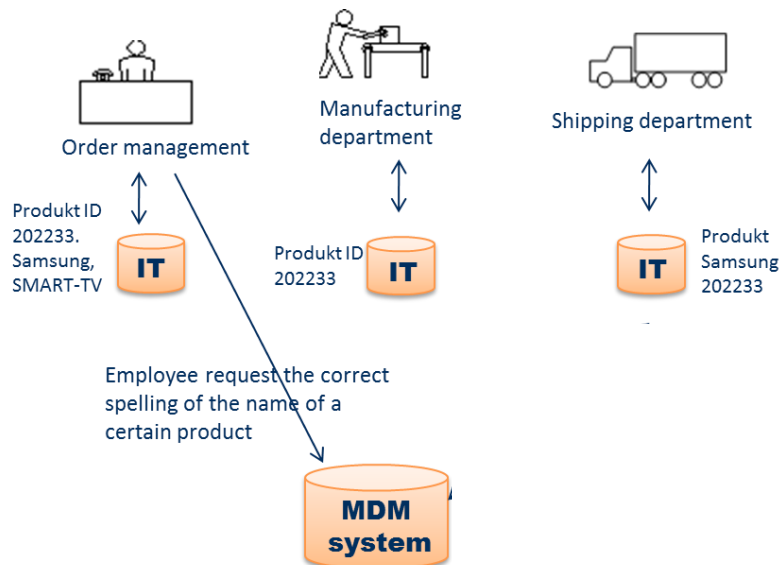 Order management
Manufacturing
department
Shipping department
Produkt ID
202233.
Samsung,
SMART-TV
IT
Produkt ID
202233
IT
IT
Produkt
Samsung
202233
Employee request the correct
spelling of the name of a
certain product
MDM
system